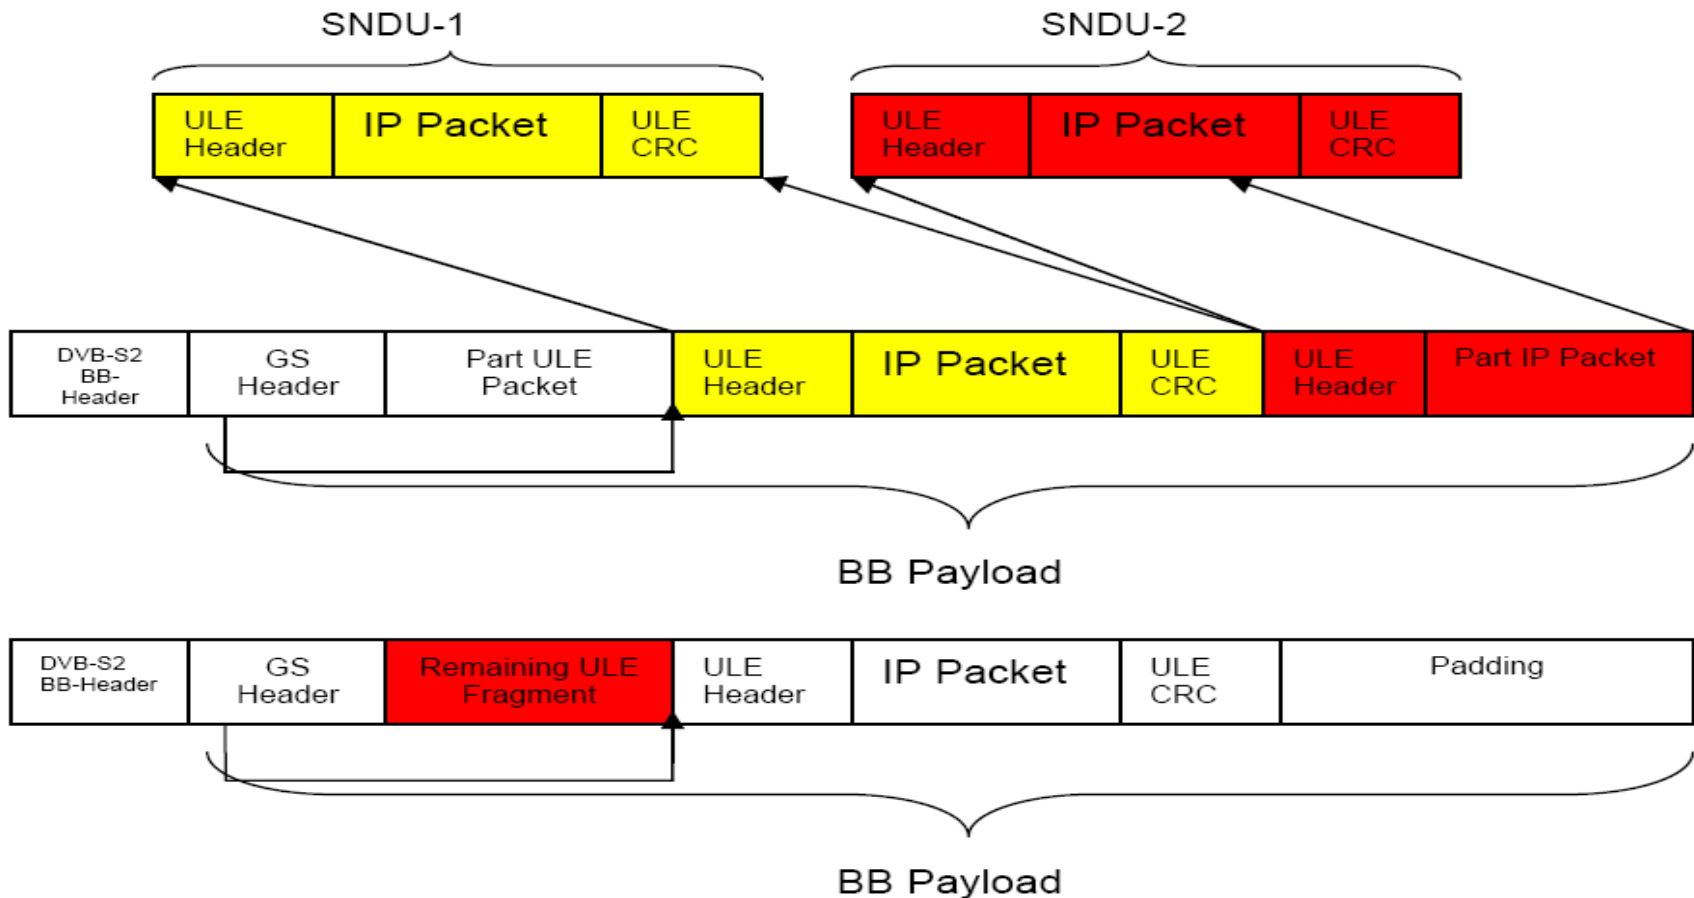 SNDU-1
SNDU-2
ULE
Header
IP Packet
ULE
CRC
ULE
Header
IP Packet
ULE
CRC
DVB-S2
BB-
Header
GS
Header
Part ULE
Packet
ULE
Header
IP Packet
ULE
CRC
ULE
Header
Part IP Packet
BB Payload
DVB-S2
BB-Header
GS
Header
Remaining ULE
Fragment
ULE
Header
IP Packet
ULE
CRC
Padding
BB Payload